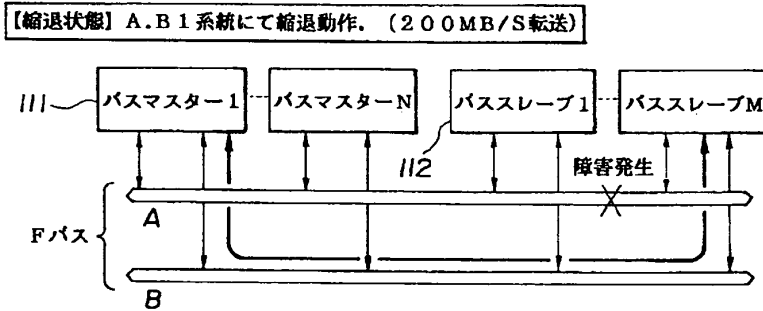 【縮退状態】A.B1系統にて縮退動作.(200MB/S転送)
111
バスマスター1
バスマスターN
バススレーブ1
バススレーブM
112
障害発生
A
Fバス
B